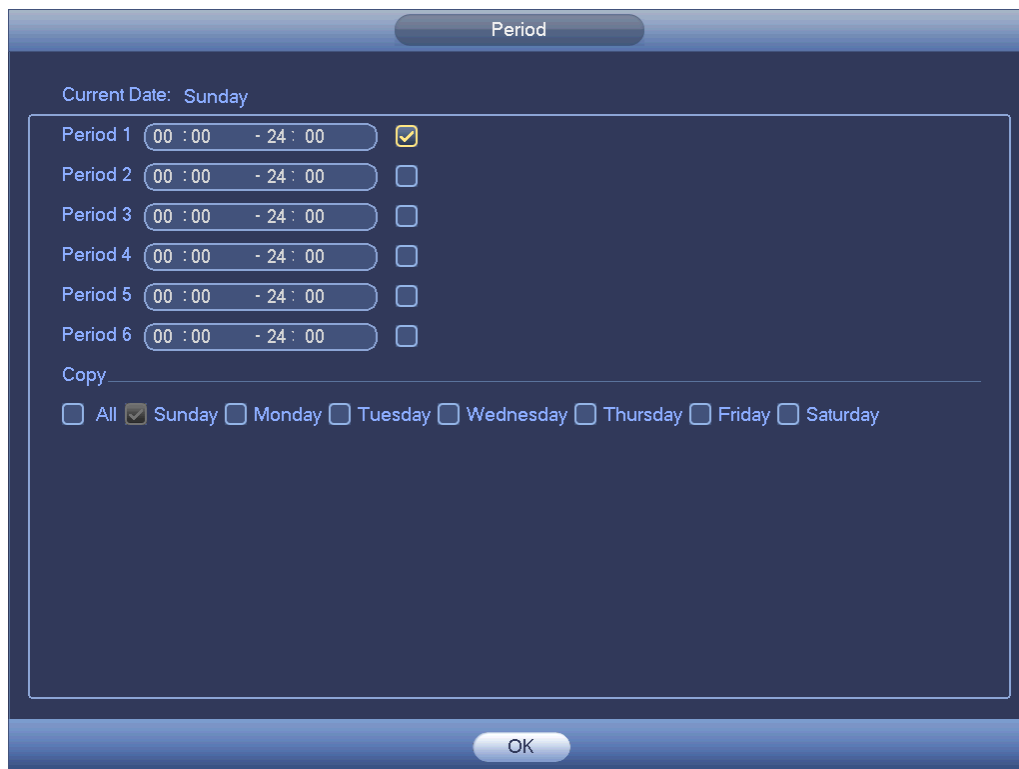 Period
Current Date: Sunday
Period 1 00 :00 - 24 : 00
Period 2 00 :00 - 24 : 00
Period 3 00 :00 - 24 : 00
Period 4 00 :00 - 24 : 00
Period 5 00 :00 - 24 : 00
Period 6 00 :00 - 24 : 00
Copy
All Sunday Monday Tuesday Wednesday Thursday Friday Saturday
OK